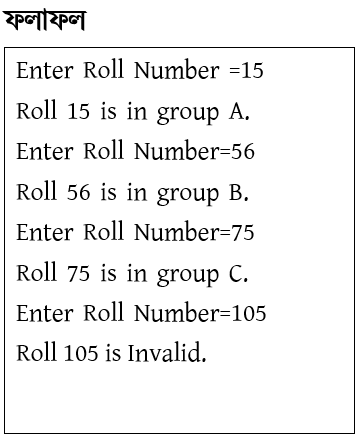 ফলাফল
Enter Roll Number =15
Roll 15 is in group A.
Enter Roll Number=56
Roll 56 is in group B.
Enter Roll Number=75
Roll 75 is in group C.
Enter Roll Number=105
Roll 105 is Invalid.